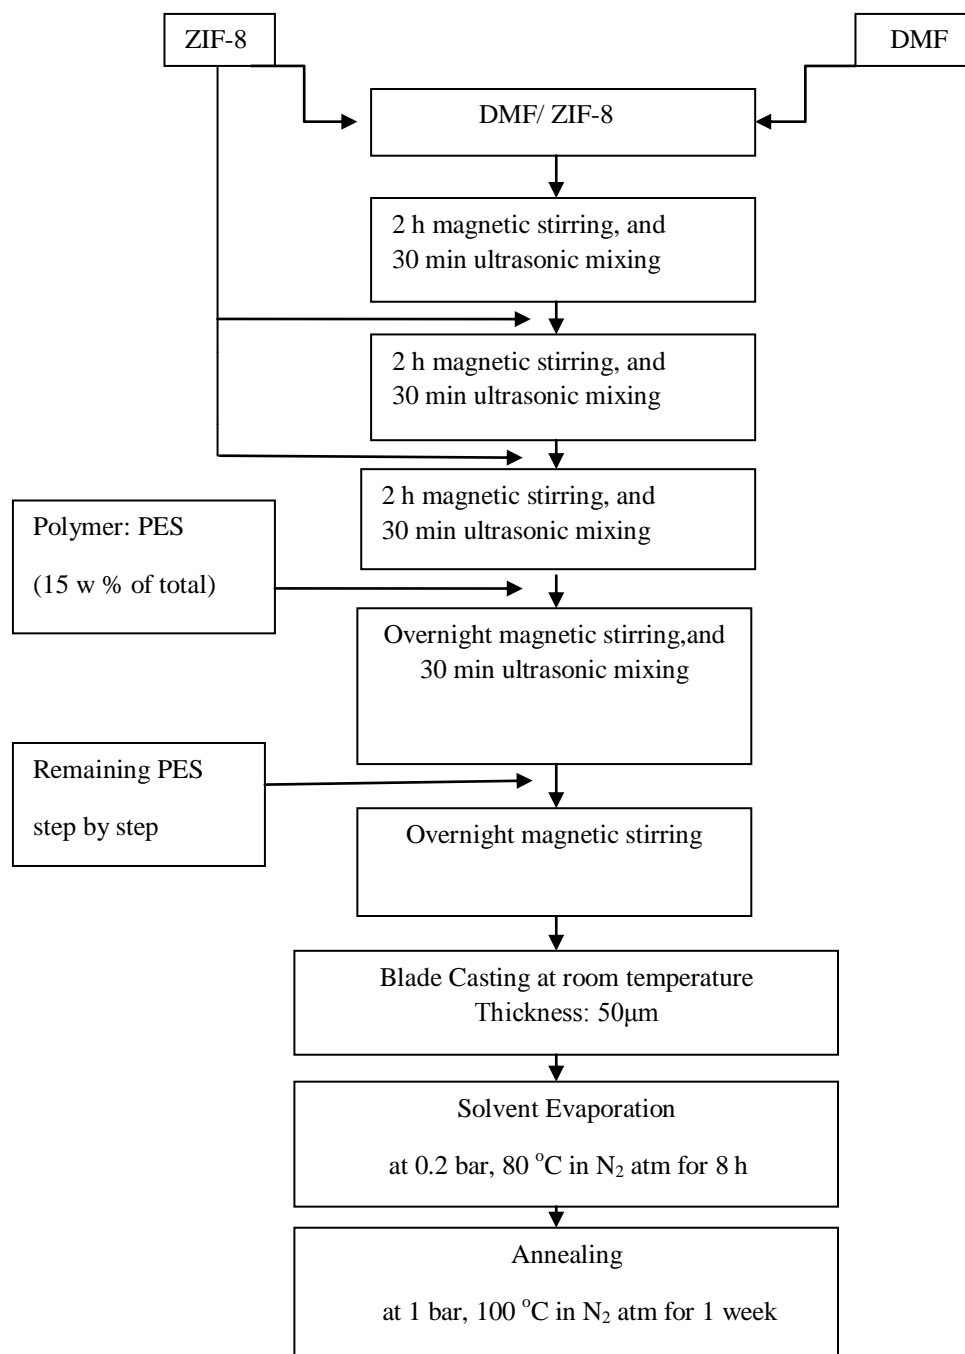 ZIF-8
DMF
DMF/ ZIF-8
2 h magnetic stirring, and
30 min ultrasonic mixing
2 h magnetic stirring, and
30 min ultrasonic mixing
2 h magnetic stirring, and
30 min ultrasonic mixing
Polymer: PES
(15 w % of total)
Overnight magnetic stirring,and
30 min ultrasonic mixing
Remaining PES
step by step
Overnight magnetic stirring
Blade Casting at room temperature
Thickness: 50μm
Solvent Evaporation
at 0.2 bar, 80 °C in N₂ atm for 8 h
Annealing
at 1 bar, 100 °C in N₂ atm for 1 week